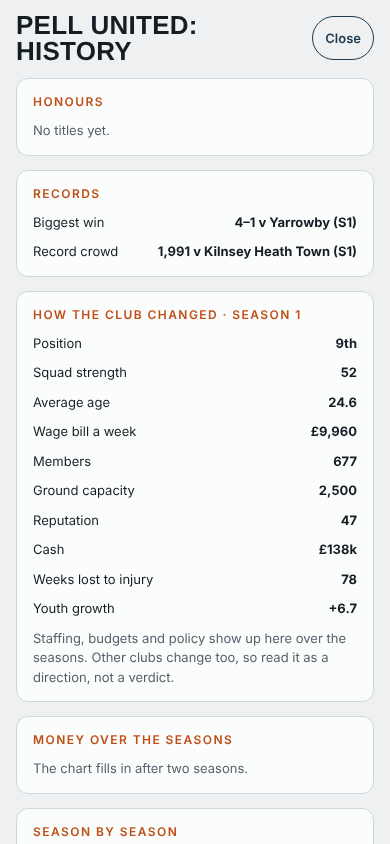 PELL UNITED:
HISTORY
Close
HONOURS
No titles yet.
RECORDS
Biggest win 4–1 v Yarrowby (S1)
Record crowd 1,991 v Kilnsey Heath Town (S1)
HOW THE CLUB CHANGED · SEASON 1
Position 9th
Squad strength 52
Average age 24.6
Wage bill a week £9,960
Members 677
Ground capacity 2,500
Reputation 47
Cash £138k
Weeks lost to injury 78
Youth growth +6.7
Staffing, budgets and policy show up here over the
seasons. Other clubs change too, so read it as a
direction, not a verdict.
MONEY OVER THE SEASONS
The chart fills in after two seasons.
SEASON BY SEASON